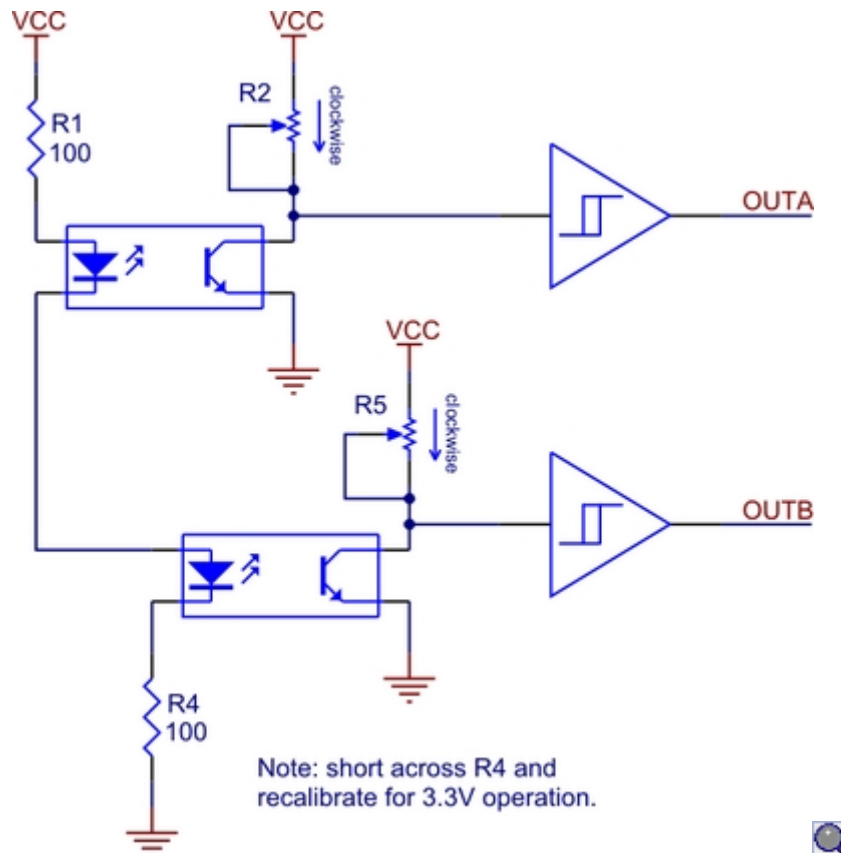 VCC
VCC
R1
100
R2
clockwise
OUTA
VCC
R5
clockwise
OUTB
R4
100
Note: short across R4 and
recalibrate for 3.3V operation.